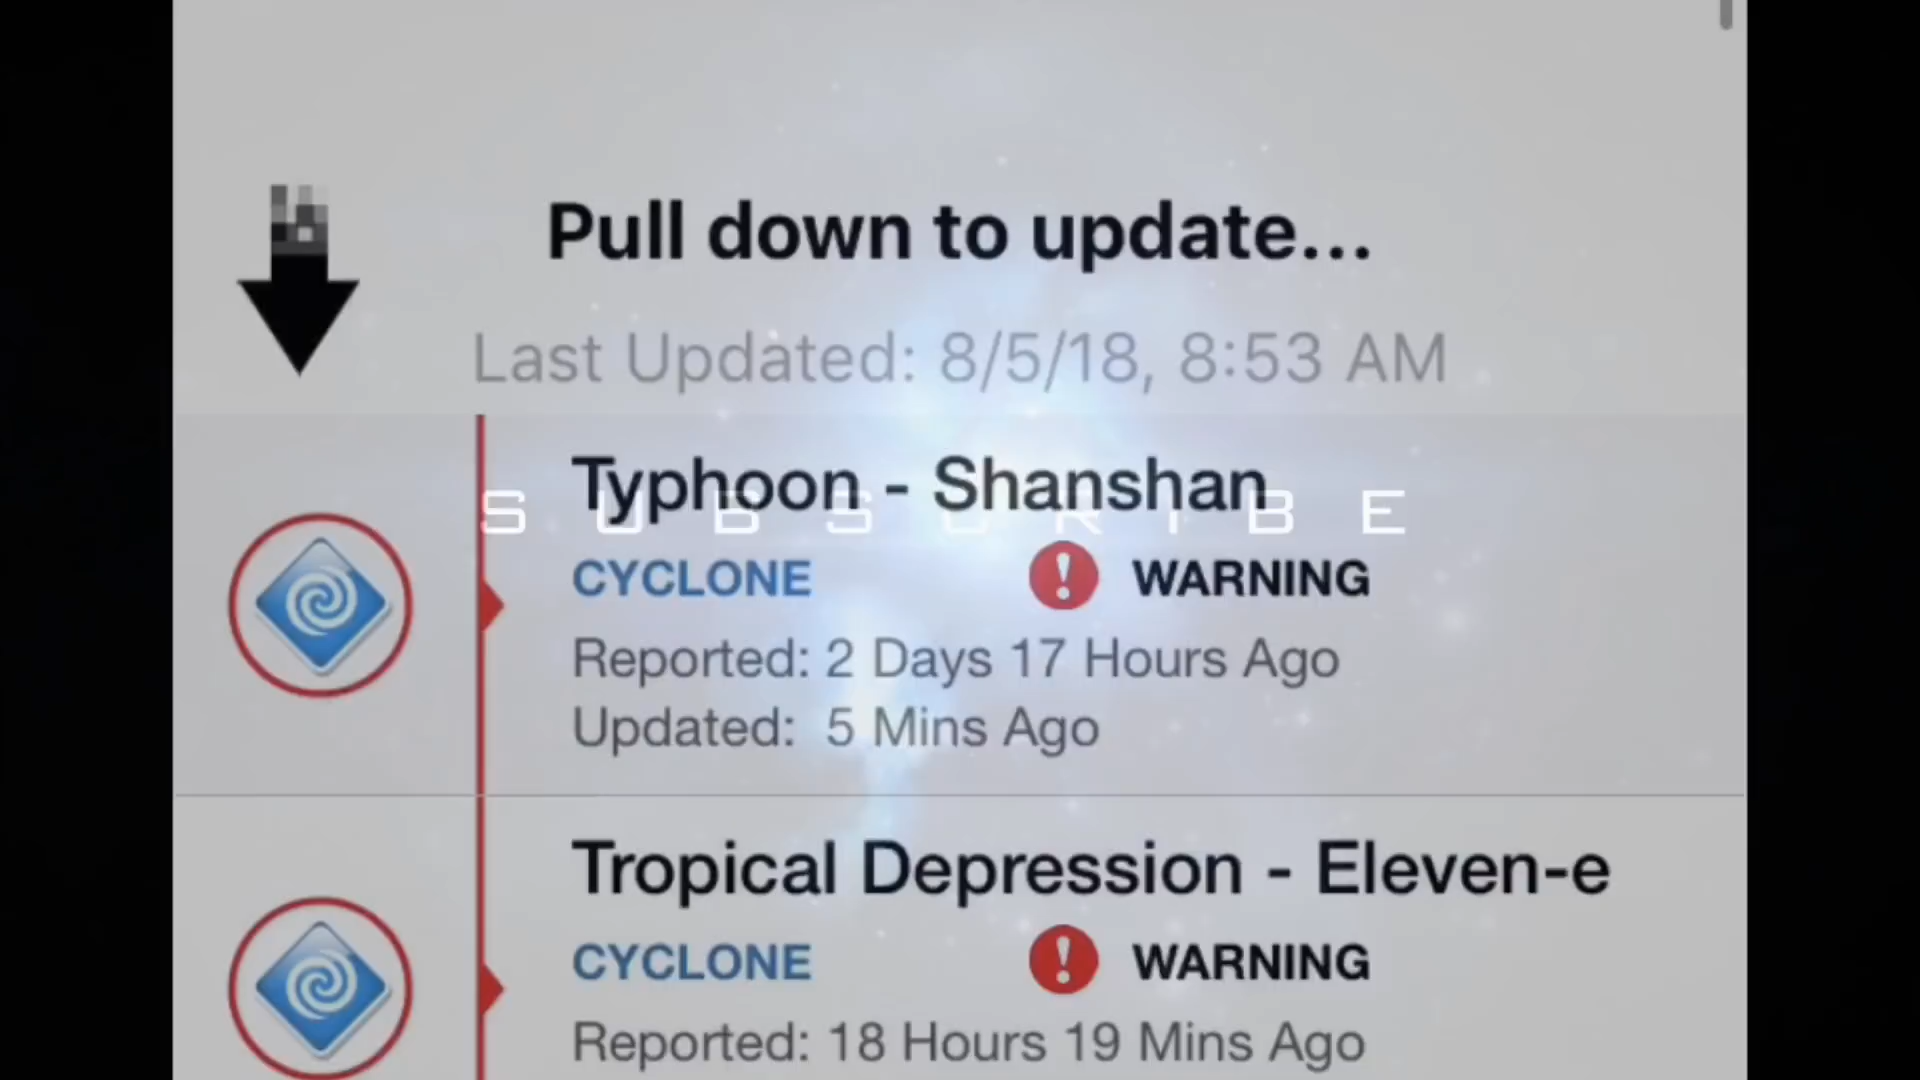 Pull down to update...
Last Updated: 8/5/18, 8:53 AM
Typhoon - Shanshan
SUBSCRIBE
CYCLONE
! WARNING
Reported: 2 Days 17 Hours Ago
Updated: 5 Mins Ago
Tropical Depression - Eleven-e
CYCLONE
! WARNING
Reported: 18 Hours 19 Mins Ago